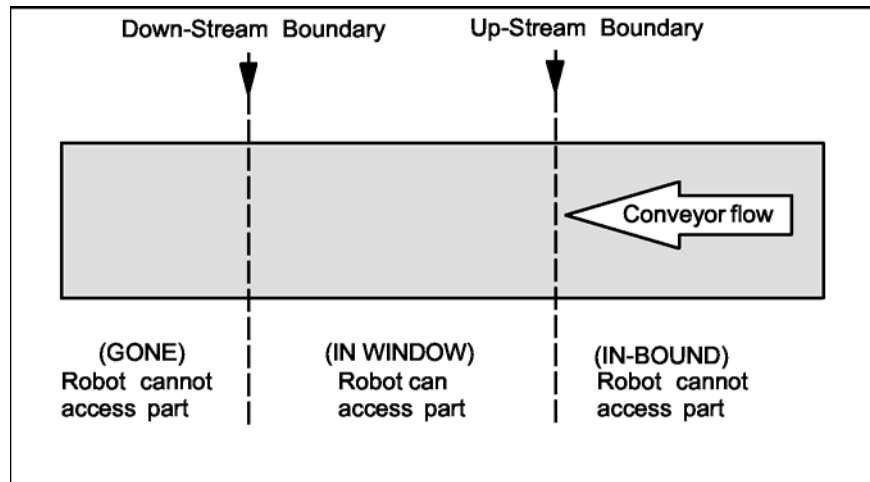 Down-Stream Boundary
Up-Stream Boundary
Conveyor flow
(GONE)
Robot cannot
access part
(IN WINDOW)
Robot can
access part
(IN-BOUND)
Robot cannot
access part